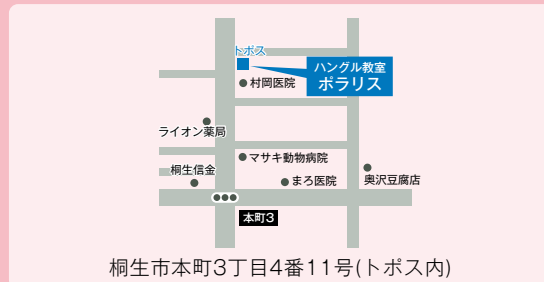 トポス
ハングル教室
ポラリス
村岡医院
ライオン薬局
マサキ動物病院
桐生信金
まろ医院
奥沢豆腐店
本町3
桐生市本町3丁目4番11号(トポス内)